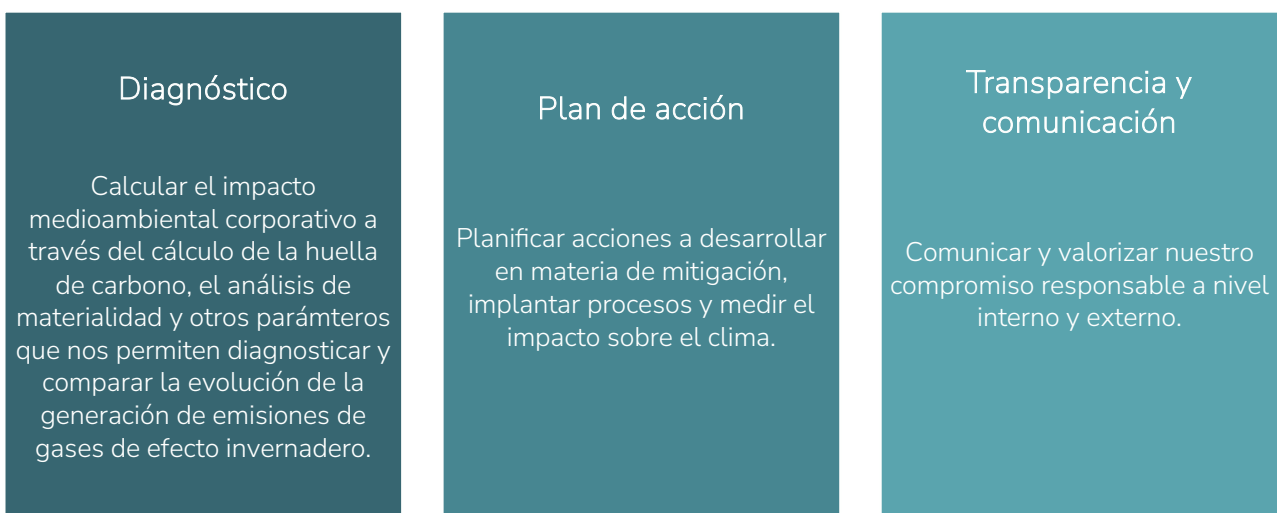 Diagnóstico
Calcular el impacto
medioambiental corporativo a
través del cálculo de la huella
de carbono, el análisis de
materialidad y otros parámteros
que nos permiten diagnosticar y
comparar la evolución de la
generación de emisiones de
gases de efecto invernadero.
Plan de acción
Planificar acciones a desarrollar
en materia de mitigación,
implantar procesos y medir el
impacto sobre el clima.
Transparencia y
comunicación
Comunicar y valorizar nuestro
compromiso responsable a nivel
interno y externo.